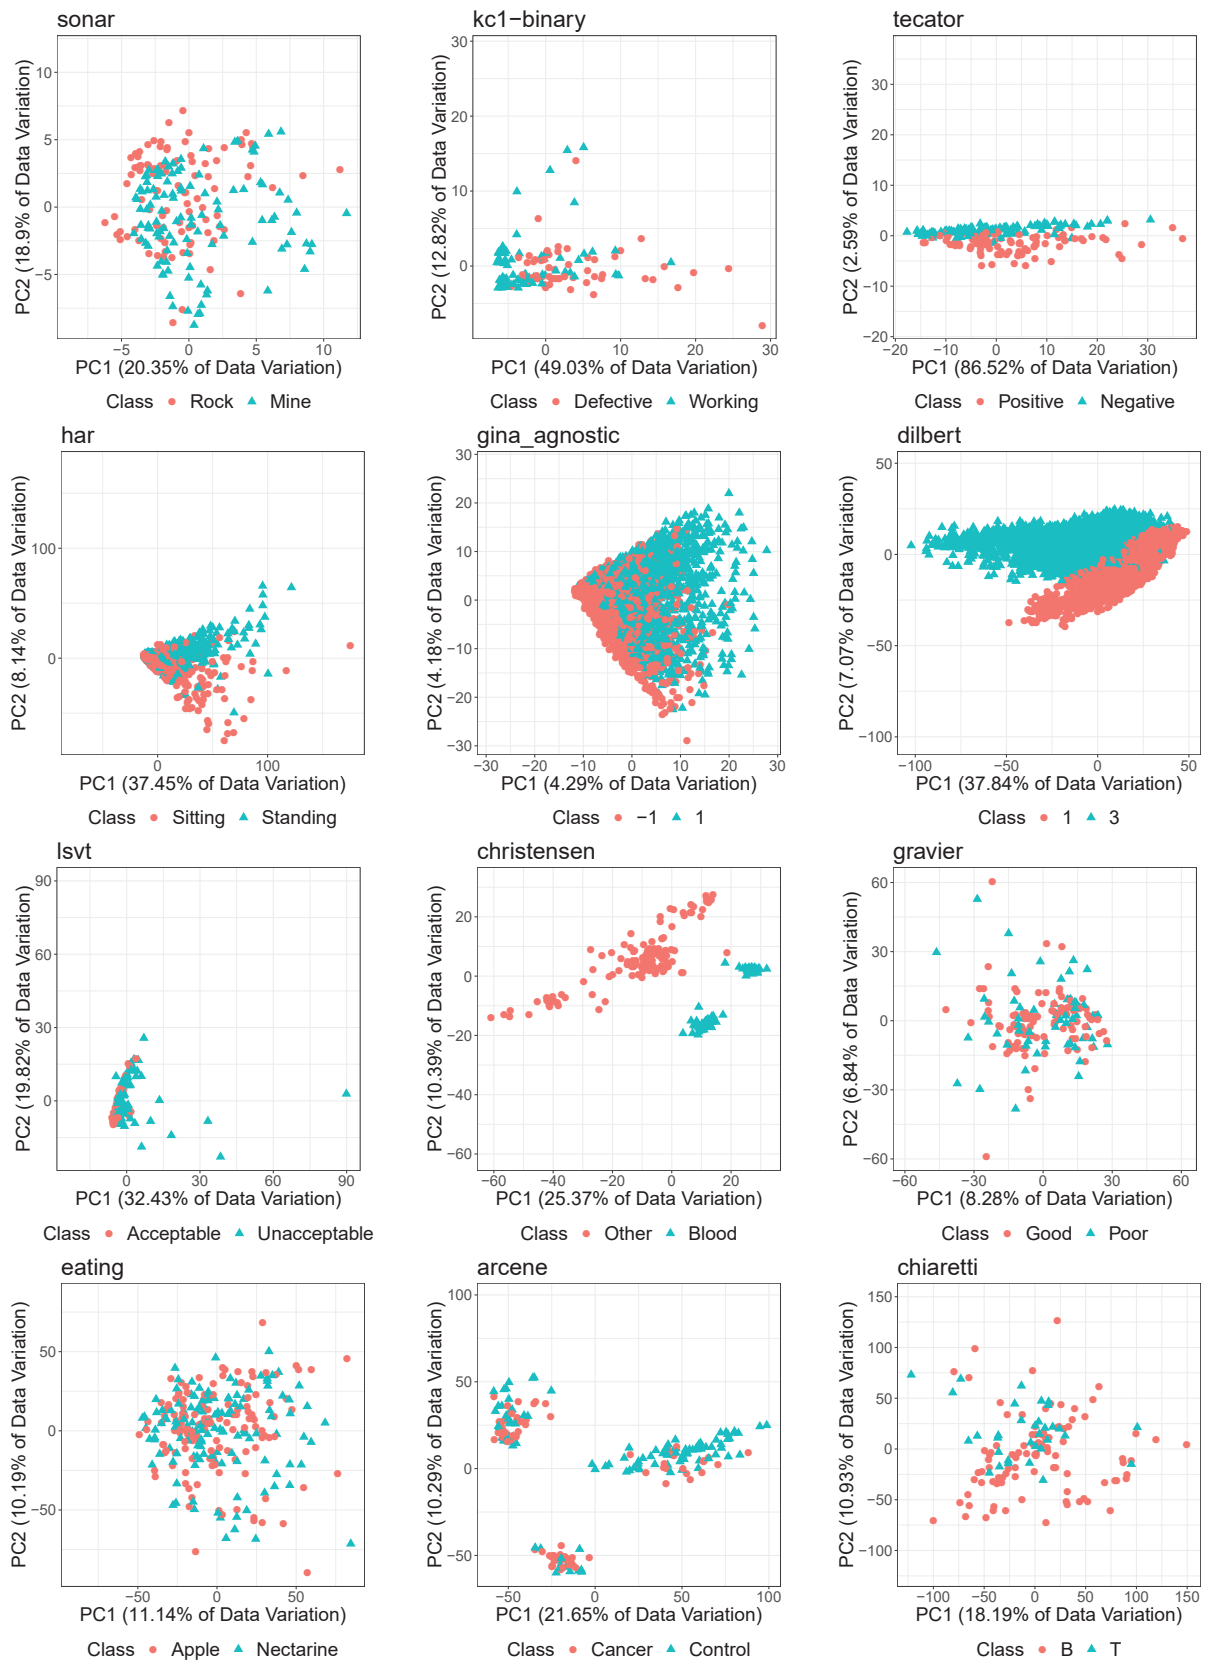 sonar
PC2 (18.9% of Data Variation)
10
5
0
−5
−5
0
5
10
PC1 (20.35% of Data Variation)
Class Rock Mine
kc1−binary
PC2 (12.82% of Data Variation)
30
20
10
0
0
10
20
30
PC1 (49.03% of Data Variation)
Class Defective Working
tecator
PC2 (2.59% of Data Variation)
30
20
10
0
−10
−20
−20
−10
0
10
20
30
PC1 (86.52% of Data Variation)
Class Positive Negative
har
PC2 (8.14% of Data Variation)
100
0
0
100
PC1 (37.45% of Data Variation)
Class Sitting Standing
gina_agnostic
PC2 (4.18% of Data Variation)
30
20
10
0
−10
−20
−30
−30
−20
−10
0
10
20
30
PC1 (4.29% of Data Variation)
Class −1 1
dilbert
PC2 (7.07% of Data Variation)
50
0
−50
−100
−100
−50
0
50
PC1 (37.84% of Data Variation)
Class 1 3
lsvt
PC2 (19.82% of Data Variation)
90
60
30
0
0
30
60
90
PC1 (32.43% of Data Variation)
Class Acceptable Unacceptable
christensen
PC2 (10.39% of Data Variation)
20
0
−20
−40
−60
−60
−40
−20
0
20
PC1 (25.37% of Data Variation)
Class Other Blood
gravier
PC2 (6.84% of Data Variation)
60
30
0
−30
−60
−60
−30
0
30
60
PC1 (8.28% of Data Variation)
Class Good Poor
eating
PC2 (10.19% of Data Variation)
50
0
−50
−50
0
50
PC1 (11.14% of Data Variation)
Class Apple Nectarine
arcene
PC2 (10.29% of Data Variation)
100
50
0
−50
−50
0
50
100
PC1 (21.65% of Data Variation)
Class Cancer Control
chiaretti
PC2 (10.93% of Data Variation)
150
100
50
0
−50
−100
−100
−50
0
50
100
150
PC1 (18.19% of Data Variation)
Class B T